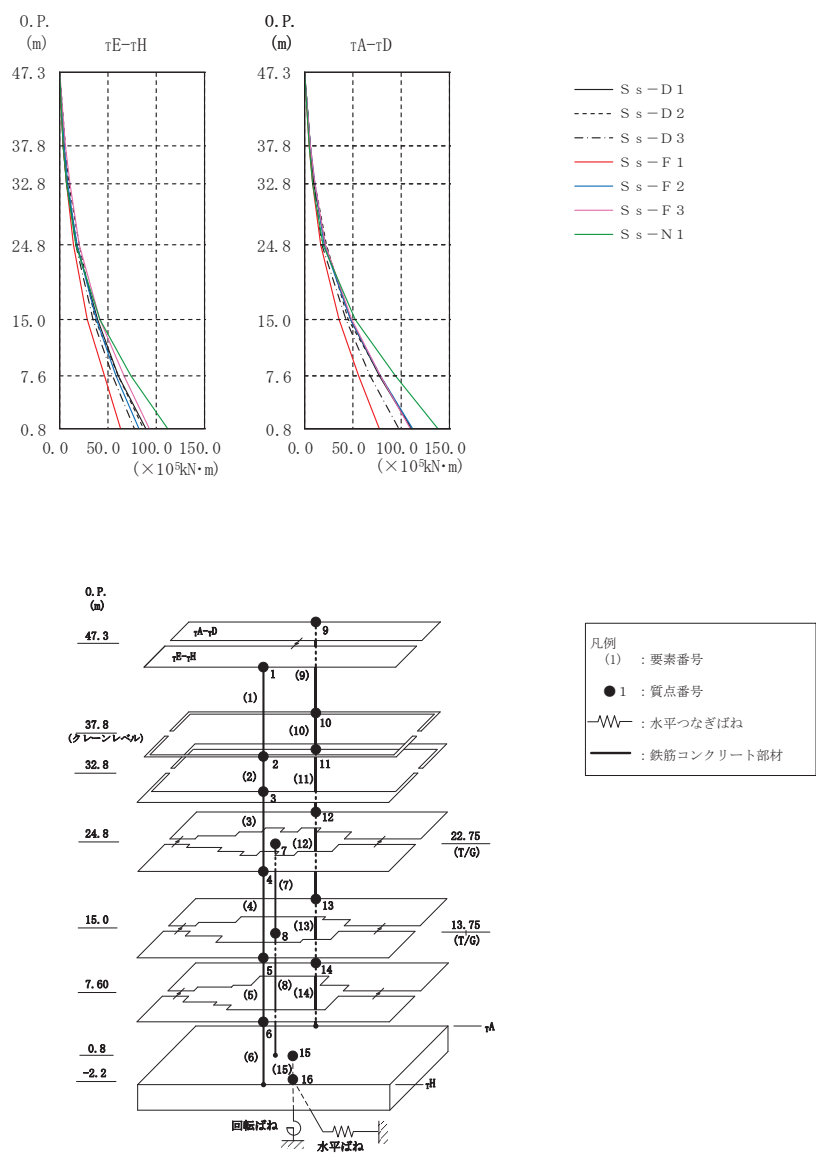 O.P.
(m)
TE-TH
47.3
37.8
32.8
24.8
15.0
7.6
0.8
0.0 50.0 100.0 150.0
(×10⁵kN・m)
O.P.
(m)
TA-TD
47.3
37.8
32.8
24.8
15.0
7.6
0.8
0.0 50.0 100.0 150.0
(×10⁵kN・m)
Ss-D1
Ss-D2
Ss-D3
Ss-F1
Ss-F2
Ss-F3
Ss-N1
O.P.
(m)
47.3
37.8
(クレーンレベル)
32.8
24.8
15.0
7.60
0.8
-2.2
TA-TD
TE-TH
9
1
(1)
(9)
10
(10)
2
11
(2)
(11)
3
(3)
12
7
(12)
4
(7)
(4)
13
(13)
8
5
14
(5)
(8)
(14)
6
(6)
15
(15)
16
22.75
(T/G)
13.75
(T/G)
TA
TH
回転ばね
水平ばね
凡例
(1) ：要素番号
1 ：質点番号
：水平つなぎばね
：鉄筋コンクリート部材